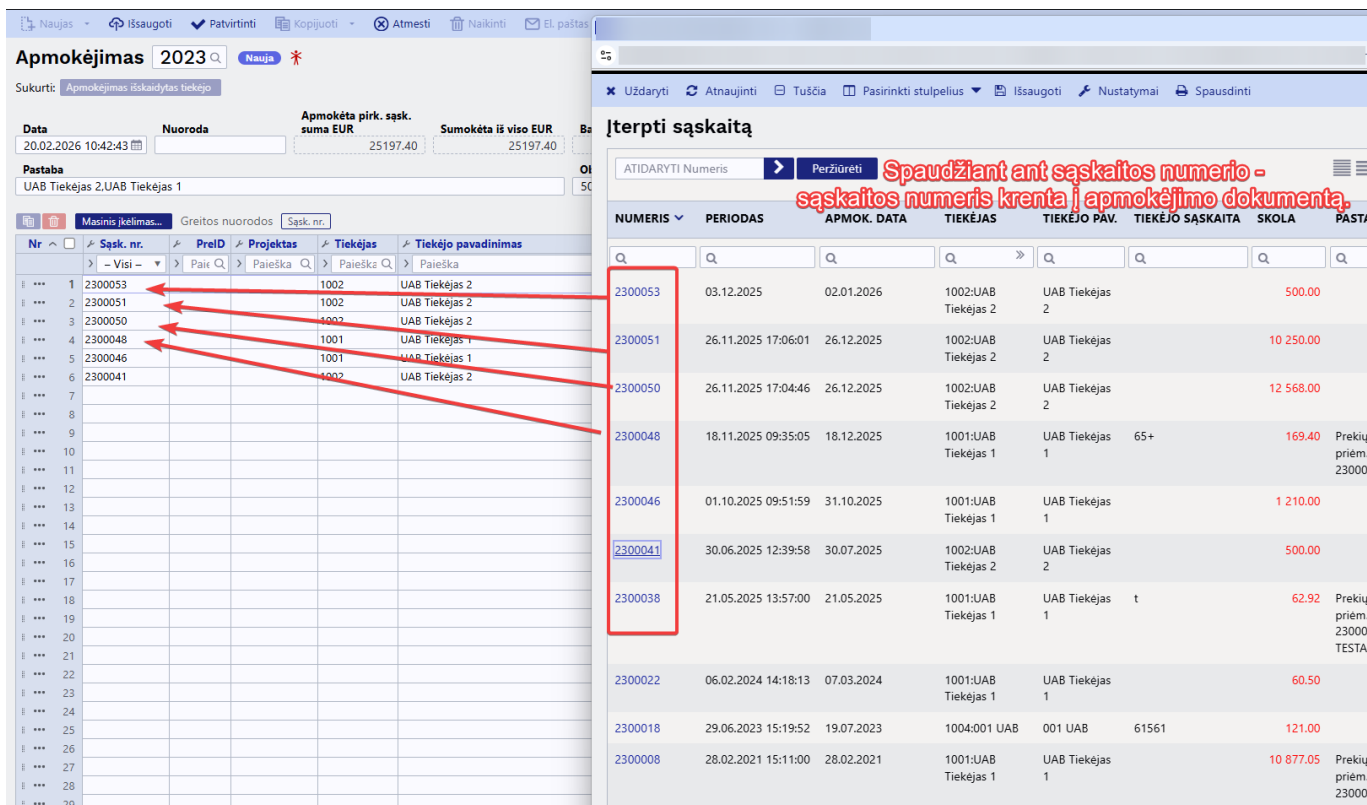 Naujas Išsaugoti Patvirtinti Kopijuoti Atmesti Naikinti El. paštas
Apmokėjimas 2023 Nauja
Sukurti: Apmokėjimas išskaidytas tiekėjo
Data Nuoroda Apmokėta pirk. sąsk. suma EUR Sumokėta iš viso EUR
20.02.2026 10:42:43 25197.40 25197.40
Pastaba
UAB Tiekėjas 2,UAB Tiekėjas 1
Masinis įkėlimas... Greitos nuorodos Sąsk. nr.
Nr Sąsk. nr. PreID Projektas Tiekėjas Tiekėjo pavadinimas
– Visi – Paieška Paieška Paieška
1 2300053 1002 UAB Tiekėjas 2
2 2300051 1002 UAB Tiekėjas 2
3 2300050 1002 UAB Tiekėjas 2
4 2300048 1001 UAB Tiekėjas 1
5 2300046 1001 UAB Tiekėjas 1
6 2300041 1002 UAB Tiekėjas 2
7
8
9
10
11
12
13
14
15
16
17
18
19
20
21
22
23
24
25
26
27
28
29
Uždaryti Atnaujinti Tuščia Pasirinkti stulpelius Išsaugoti Nustatymai Spausdinti
Įterpti sąskaitą
ATIDARYTI Numeris Peržiūrėti
Spaudžiant ant sąskaitos numerio -
sąskaitos numeris krenta į apmokėjimo dokumentą.
NUMERIS PERIODAS APMOK. DATA TIEKĖJAS TIEKĖJO PAV. TIEKĖJO SĄSKAITA SKOLA
2300053 03.12.2025 02.01.2026 1002:UAB Tiekėjas 2 UAB Tiekėjas 2 500.00
2300051 26.11.2025 17:06:01 26.12.2025 1002:UAB Tiekėjas 2 UAB Tiekėjas 2 10 250.00
2300050 26.11.2025 17:04:46 26.12.2025 1002:UAB Tiekėjas 2 UAB Tiekėjas 2 12 568.00
2300048 18.11.2025 09:35:05 18.12.2025 1001:UAB Tiekėjas 1 UAB Tiekėjas 1 65+ 169.40
2300046 01.10.2025 09:51:59 31.10.2025 1001:UAB Tiekėjas 1 UAB Tiekėjas 1 1 210.00
2300041 30.06.2025 12:39:58 30.07.2025 1002:UAB Tiekėjas 2 UAB Tiekėjas 2 500.00
2300038 21.05.2025 13:57:00 21.05.2025 1001:UAB Tiekėjas 1 UAB Tiekėjas 1 t 62.92
2300022 06.02.2024 14:18:13 07.03.2024 1001:UAB Tiekėjas 1 UAB Tiekėjas 1 60.50
2300018 29.06.2023 15:19:52 19.07.2023 1004:001 UAB 001 UAB 61561 121.00
2300008 28.02.2021 15:11:00 28.02.2021 1001:UAB Tiekėjas 1 UAB Tiekėjas 1 10 877.05